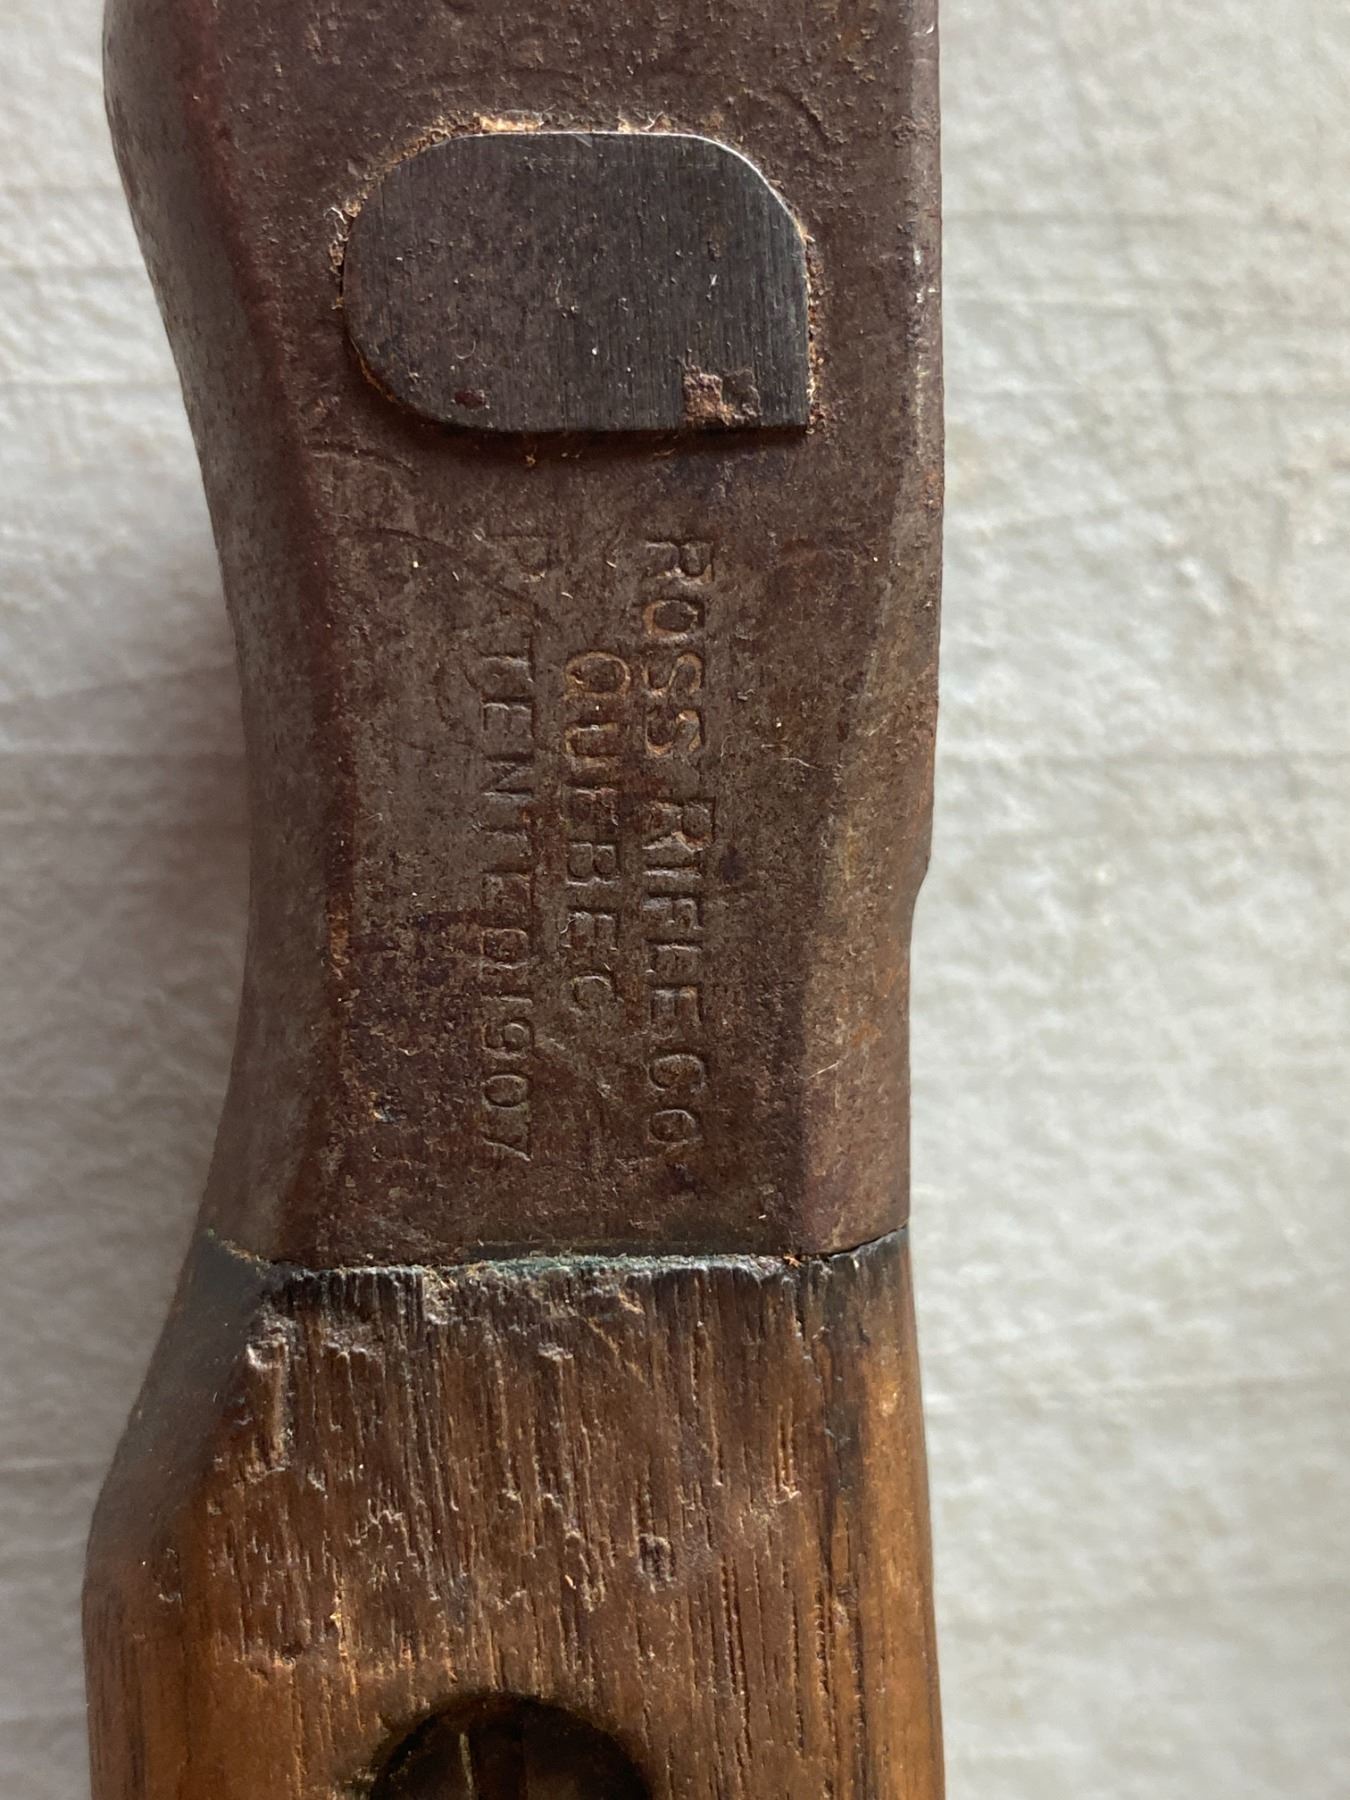 ROSS RIFLE CO
QUEBEC
PATENTED 1907